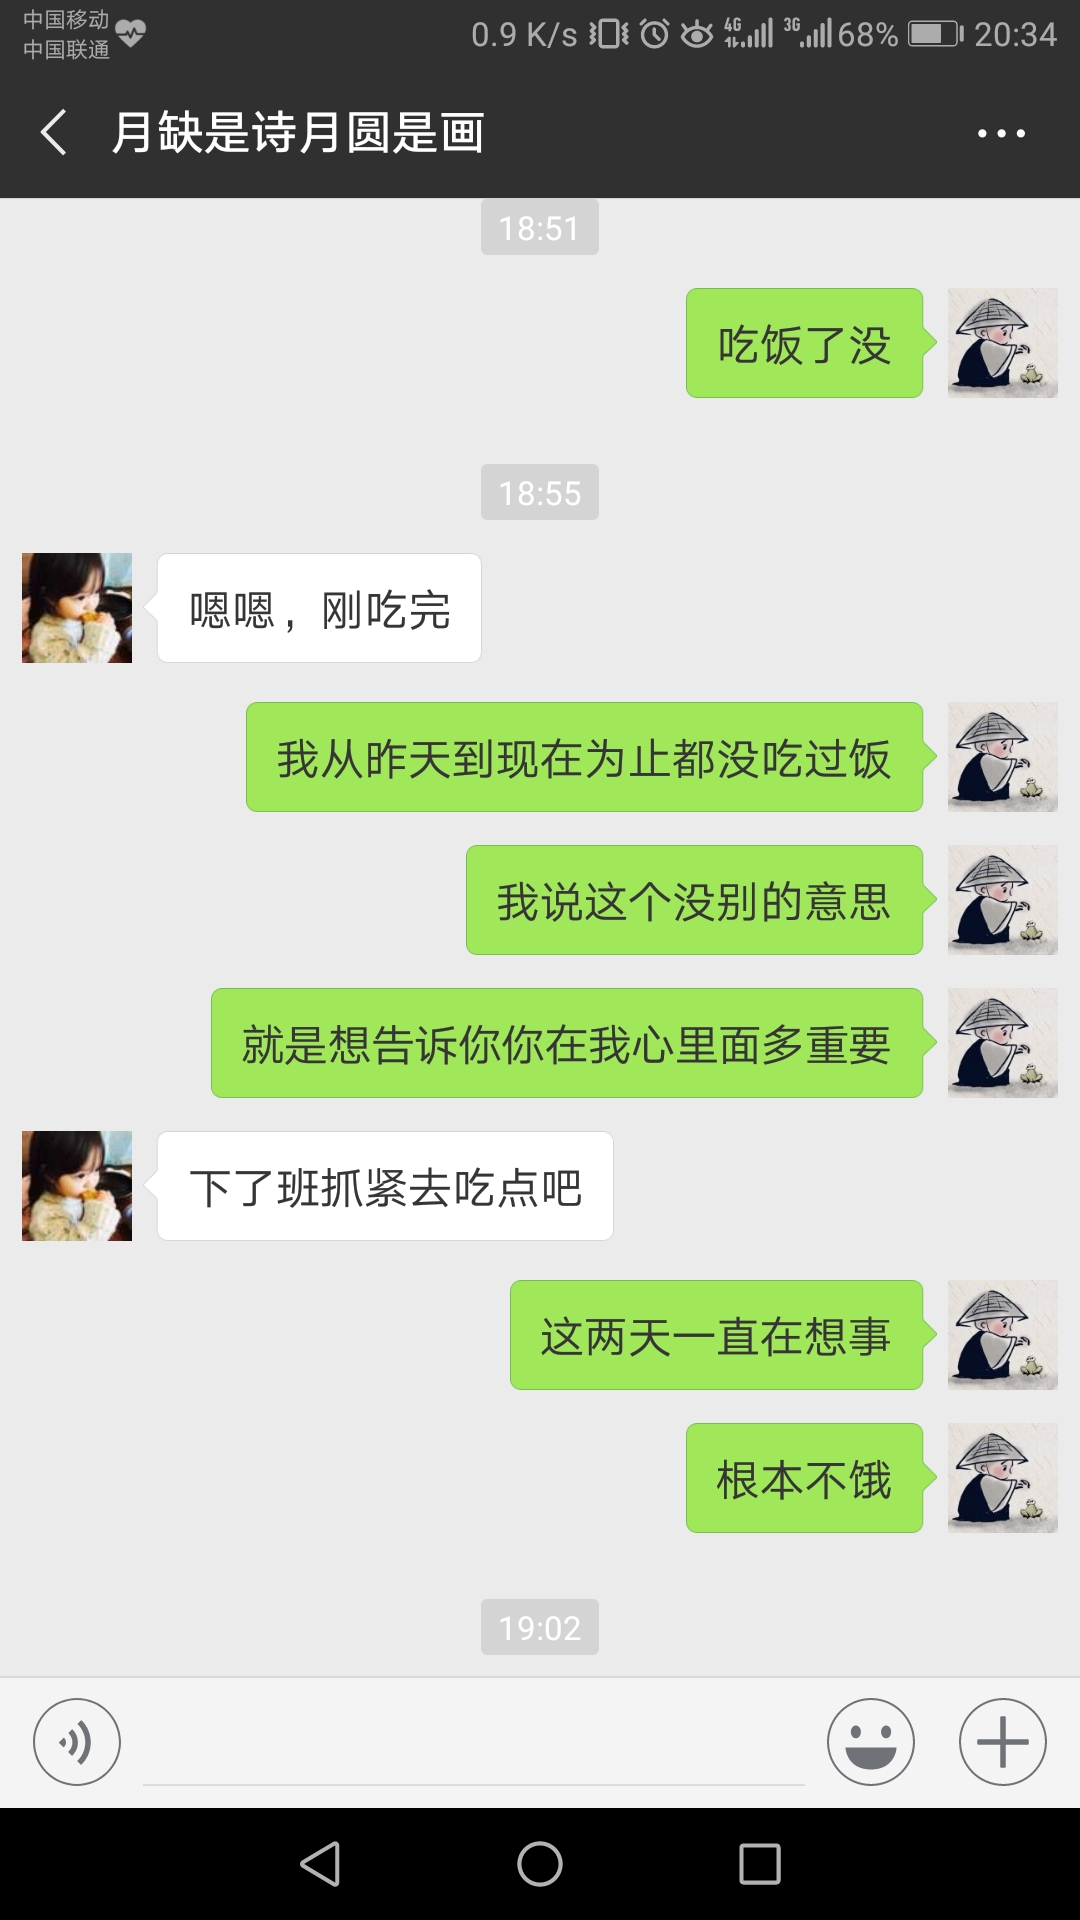 中国移动
中国联通
0.9 K/s 4G 3G 68% 20:34
月缺是诗月圆是画
18:51
吃饭了没
18:55
嗯嗯，刚吃完
我从昨天到现在为止都没吃过饭
我说这个没别的意思
就是想告诉你你在我心里面多重要
下了班抓紧去吃点吧
这两天一直在想事
根本不饿
19:02